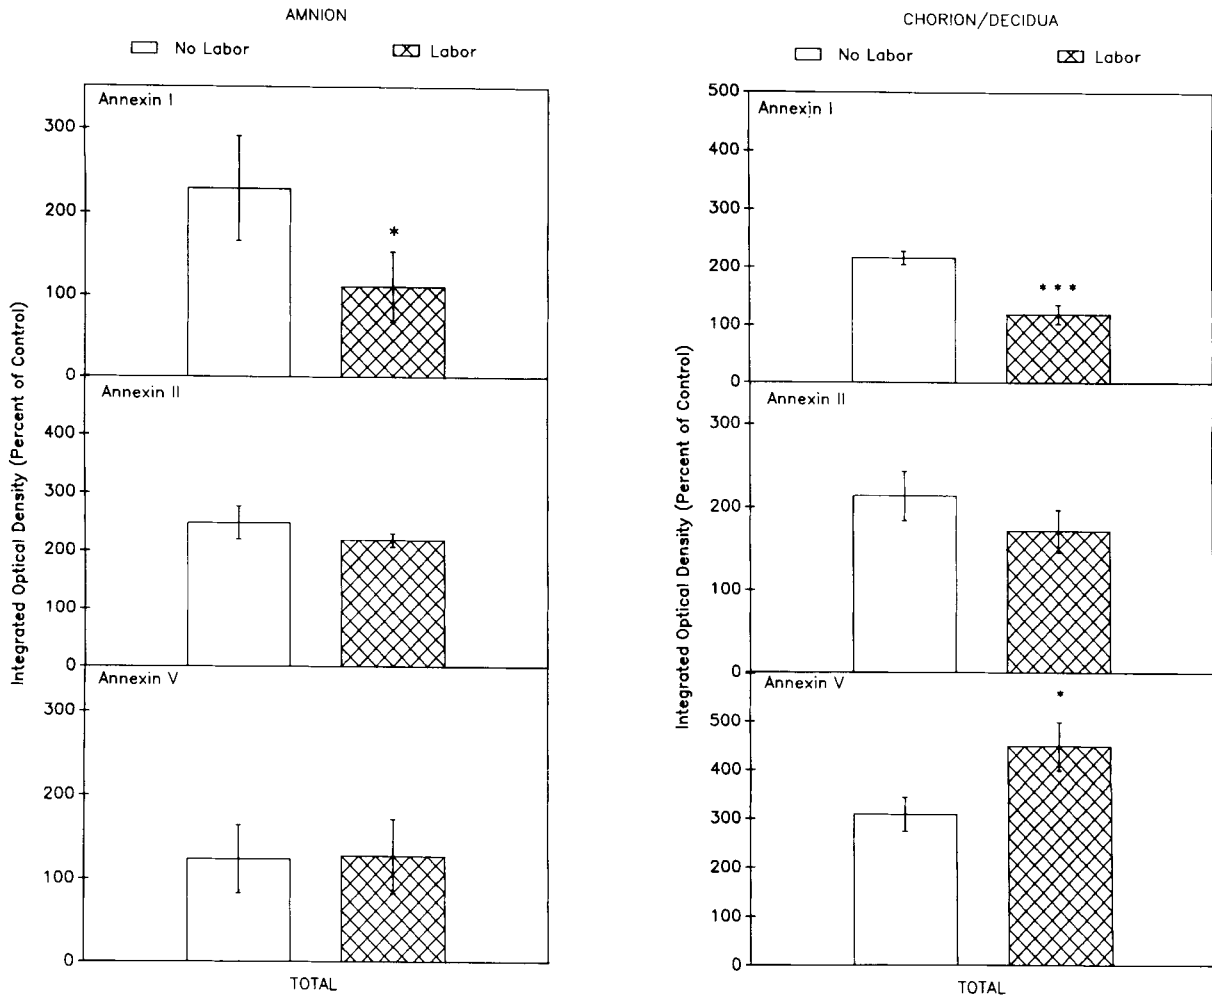 AMNION
No Labor
Labor
Integrated Optical Density (Percent of Control)
Annexin I
300
200
100
0
*
Annexin II
400
300
200
100
0
Annexin V
300
200
100
0
TOTAL
CHORION/DECIDUA
No Labor
Labor
Integrated Optical Density (Percent of Control)
Annexin I
500
400
300
200
100
0
* * *
Annexin II
300
200
100
0
Annexin V
500
400
300
200
100
0
*
TOTAL